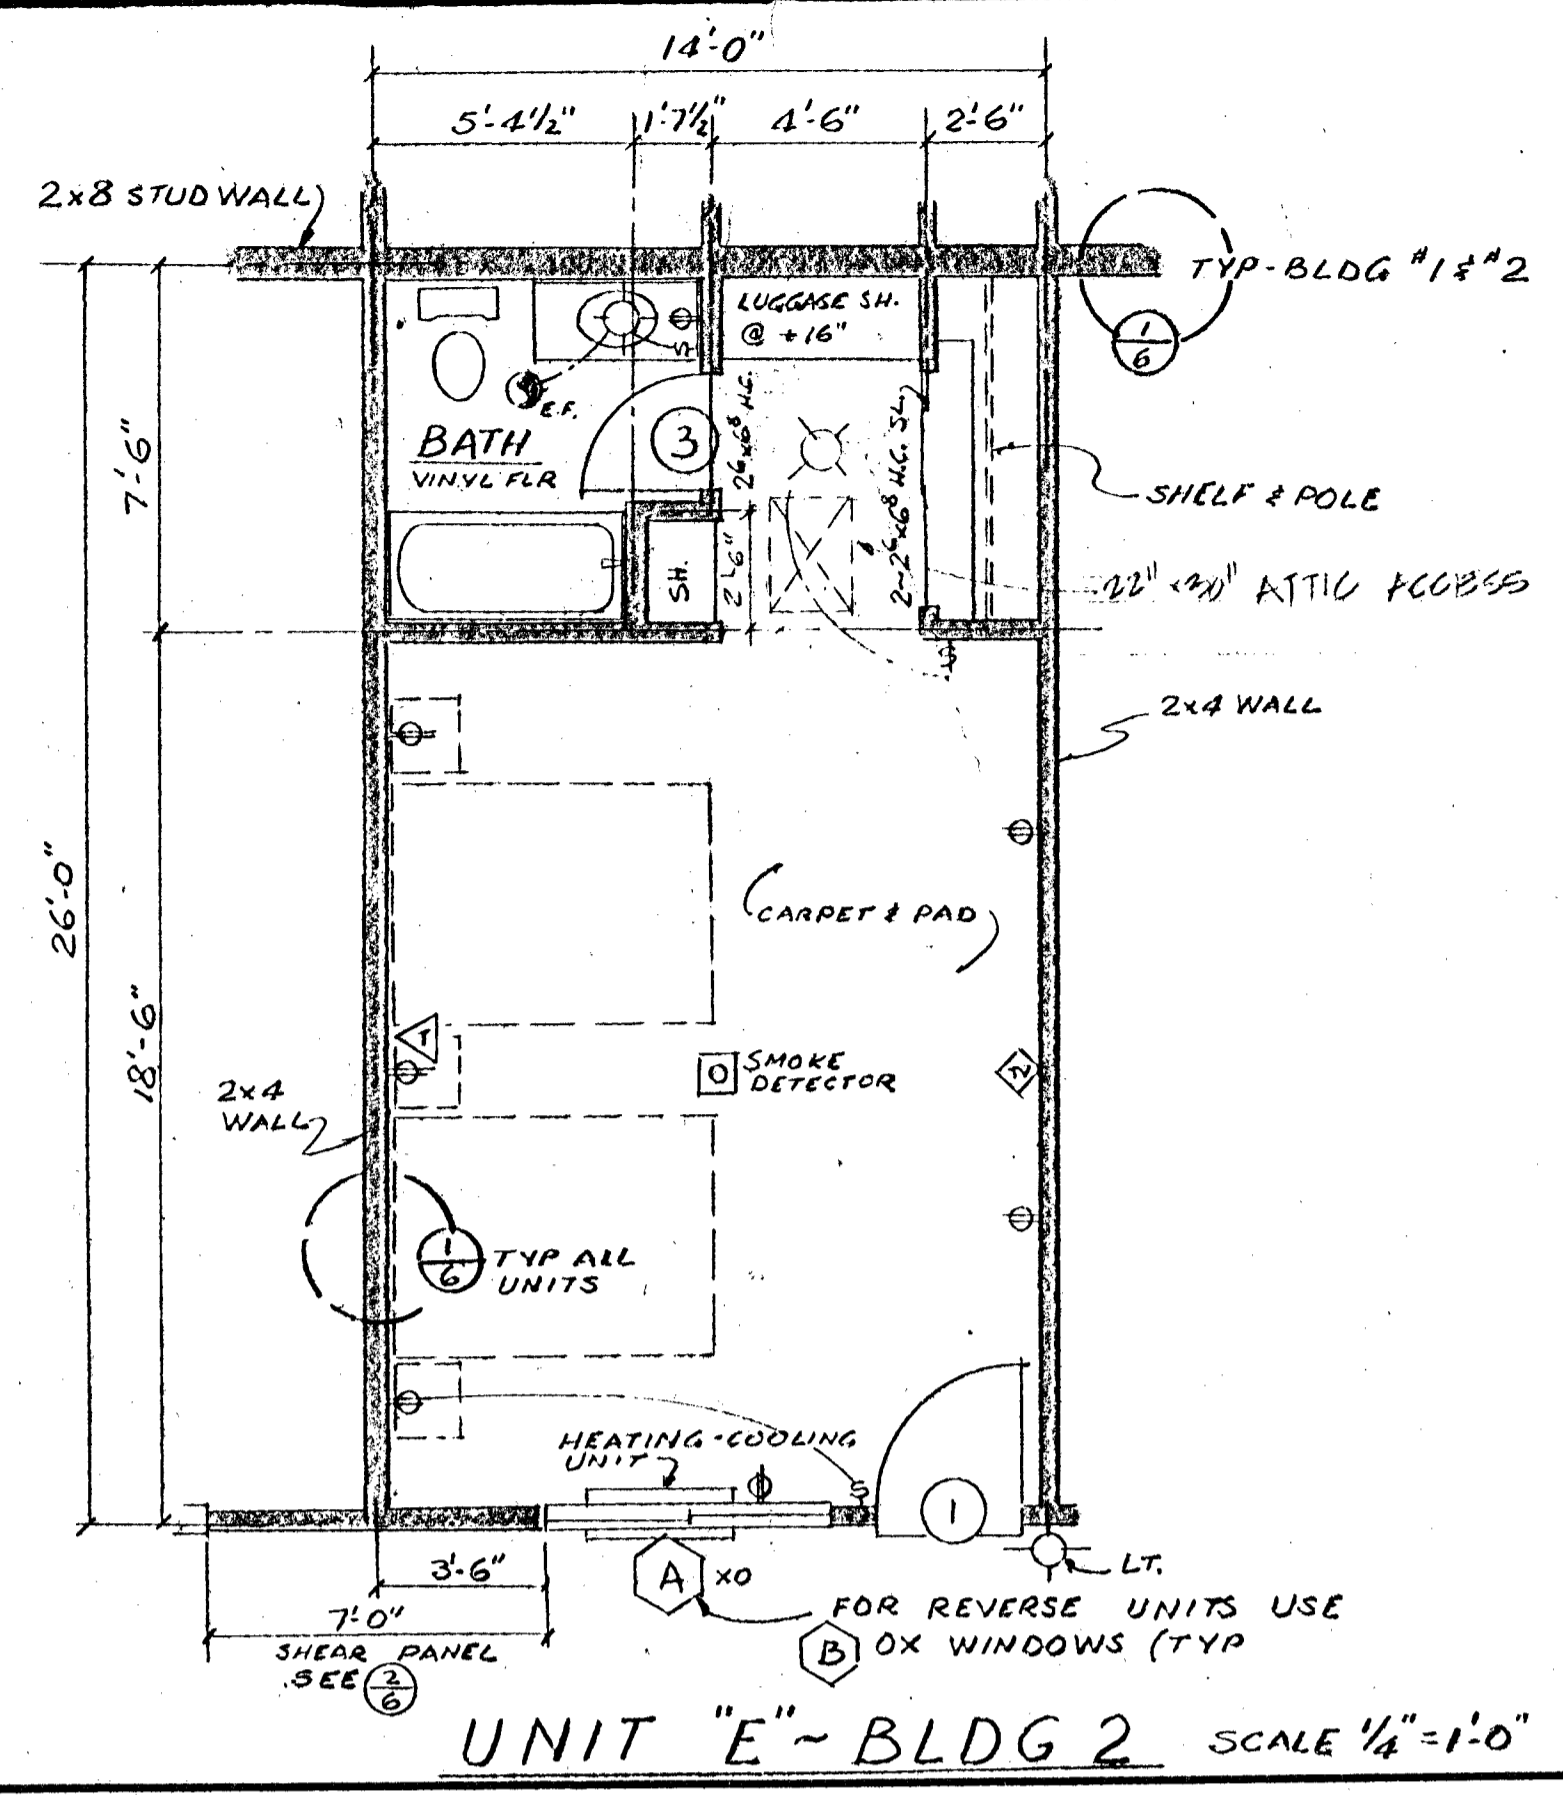 14'-0"
5'-4½" 1'-7½" 4'-6" 2'-6"
2x8 STUD WALL
TYP-BLDG #1 & #2
1
6
LUGGASE SH.
@ +16"
S
E.F.
BATH
VINYL FLR
3
2⁶x6⁸ H.C.
2~2⁶x6⁸ H.C. SL.
SHELF & POLE
7'-6"
SH.
2'-6"
22" x30" ATTIC ACCESS
S
2x4 WALL
26'-0"
18'-6"
CARPET & PAD
T
SMOKE
DETECTOR
2
2x4
WALL
1
6
TYP ALL
UNITS
HEATING-COOLING
UNIT
S
1
3'-6"
A XO
LT.
7'-0"
SHEAR PANEL
SEE 2
6
FOR REVERSE UNITS USE
B OX WINDOWS (TYP
UNIT "E"~ BLDG 2 SCALE ¼"=1'-0"